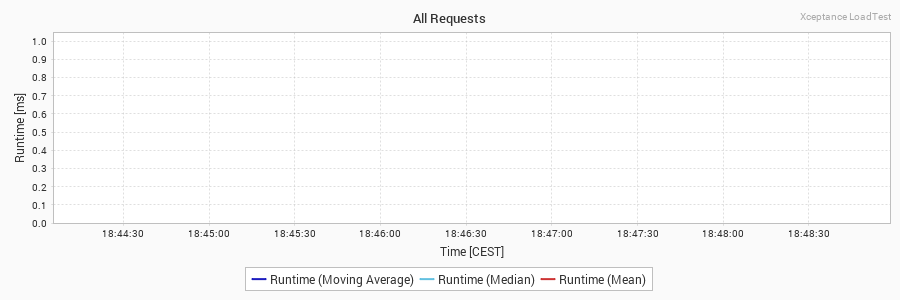 All Requests
Xceptance LoadTest
Runtime [ms]
1.0
0.9
0.8
0.7
0.6
0.5
0.4
0.3
0.2
0.1
0.0
18:44:30 18:45:00 18:45:30 18:46:00 18:46:30 18:47:00 18:47:30 18:48:00 18:48:30
Time [CEST]
Runtime (Moving Average) Runtime (Median) Runtime (Mean)